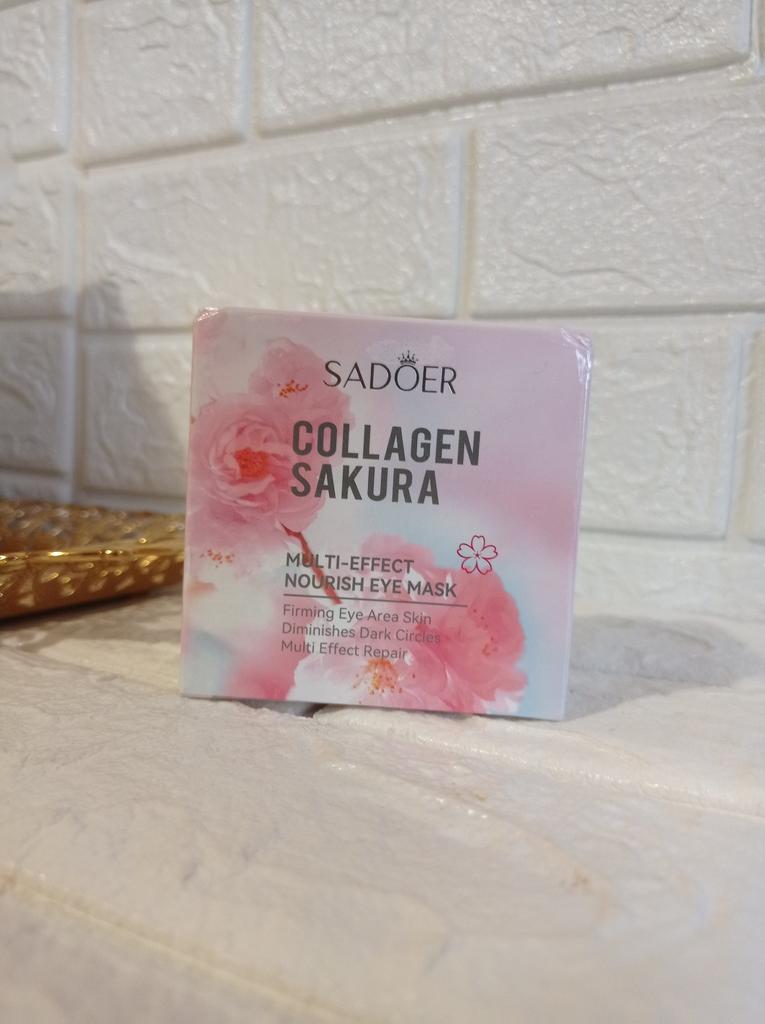 SADOER
COLLAGEN
SAKURA
MULTI-EFFECT
NOURISH EYE MASK
Firming Eye Area Skin
Diminishes Dark Circles
Multi Effect Repair